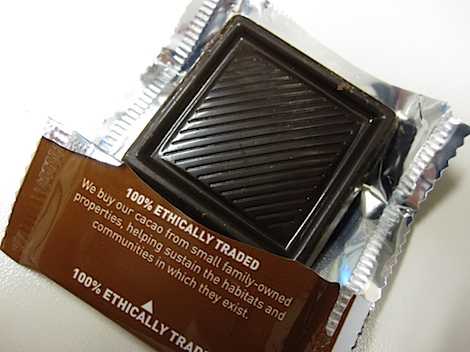 100% ETHICALLY TRADED
We buy our cacao from small family-owned
properties, helping sustain the habitats and
communities in which they exist.
100% ETHICALLY TRAD